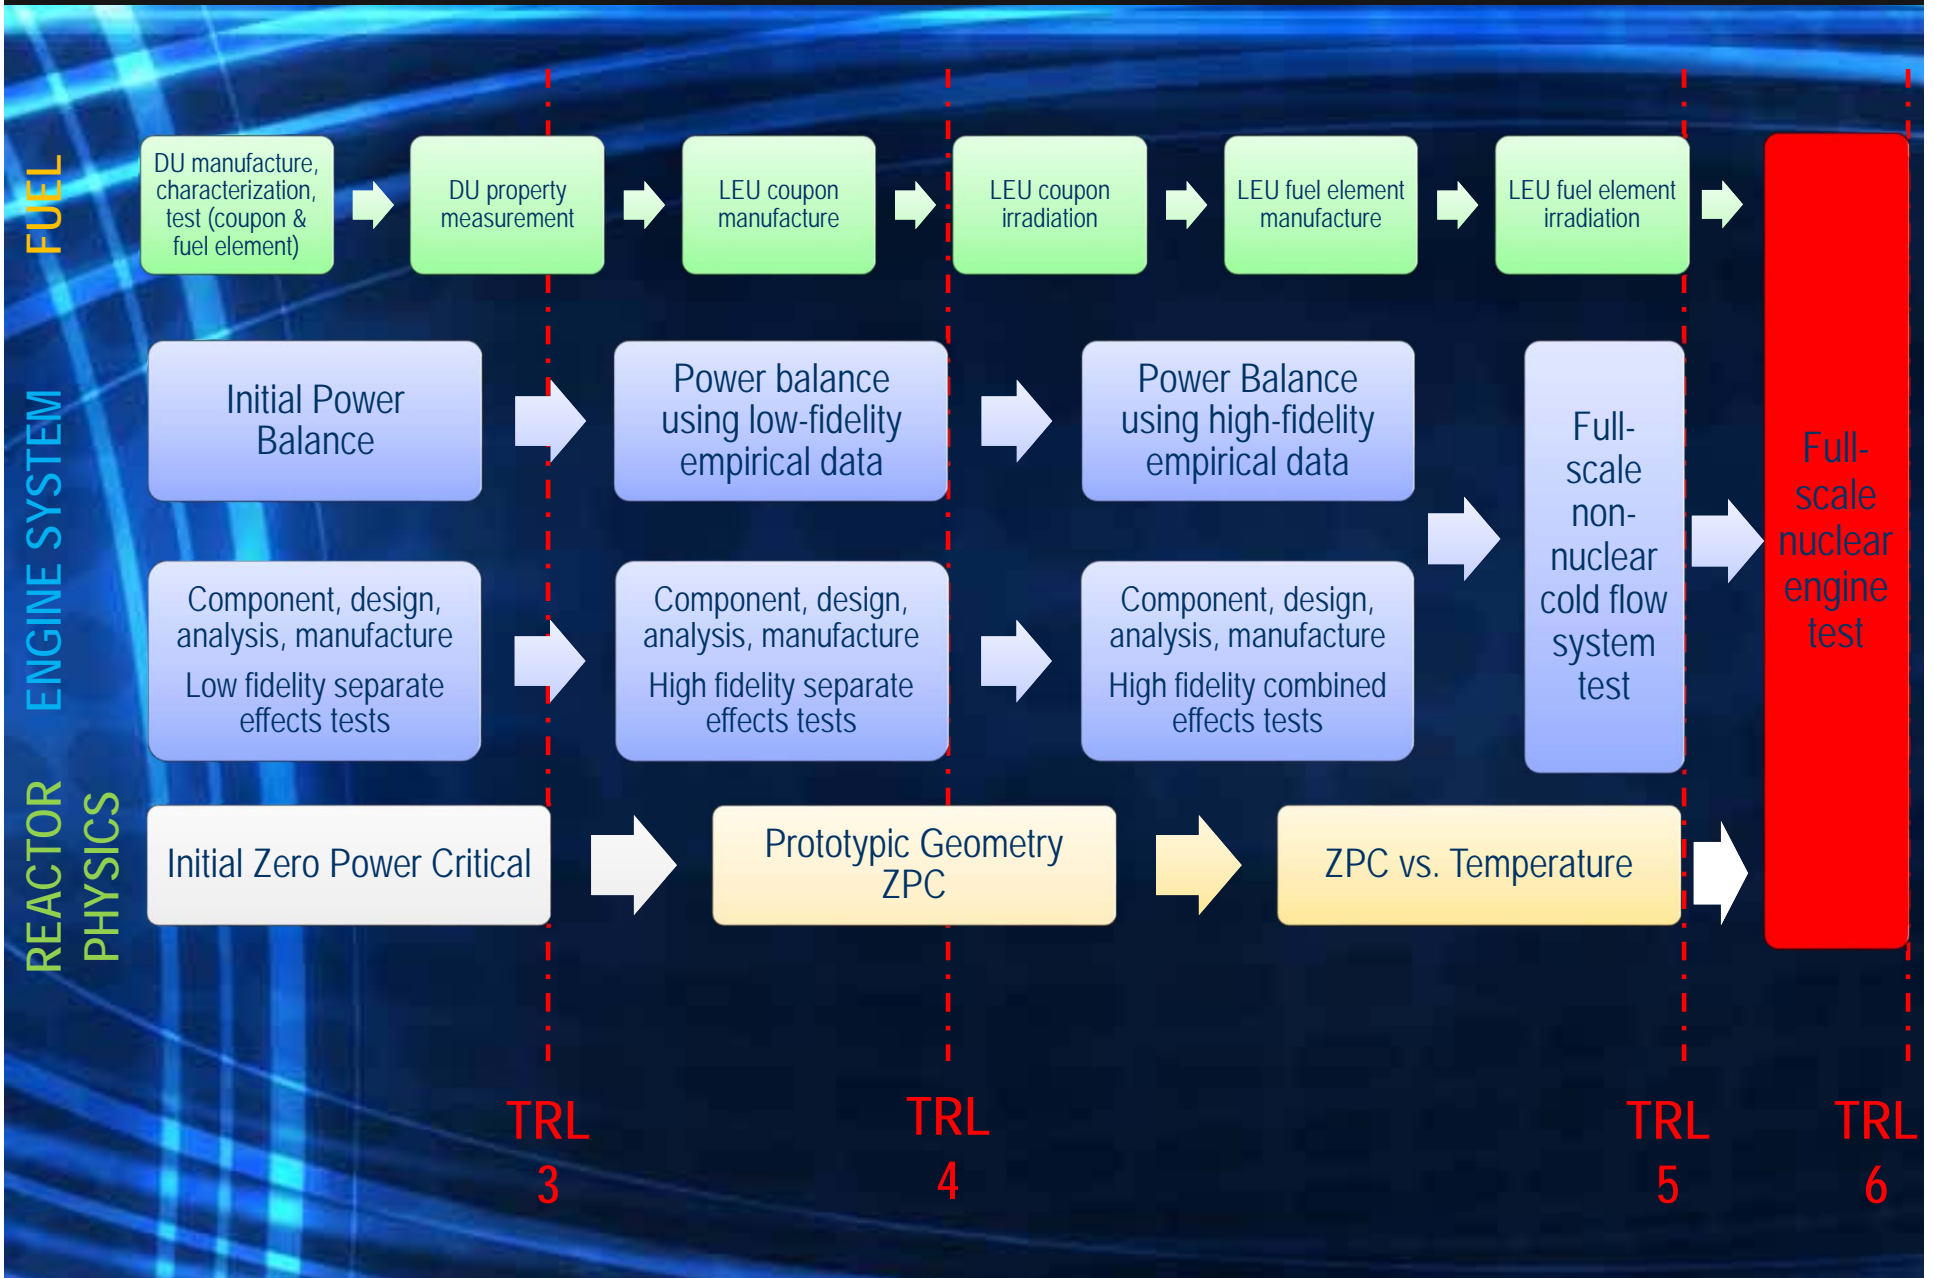 FUEL
DU manufacture,
characterization,
test (coupon &
fuel element)
DU property
measurement
LEU coupon
manufacture
LEU coupon
irradiation
LEU fuel element
manufacture
LEU fuel element
irradiation
ENGINE SYSTEM
Initial Power
Balance
Power balance
using low-fidelity
empirical data
Power Balance
using high-fidelity
empirical data
Component, design,
analysis, manufacture
Low fidelity separate
effects tests
Component, design,
analysis, manufacture
High fidelity separate
effects tests
Component, design,
analysis, manufacture
High fidelity combined
effects tests
Full-
scale
non-
nuclear
cold flow
system
test
Full-
scale
nuclear
engine
test
REACTOR
PHYSICS
Initial Zero Power Critical
Prototypic Geometry
ZPC
ZPC vs. Temperature
TRL
3
TRL
4
TRL
5
TRL
6